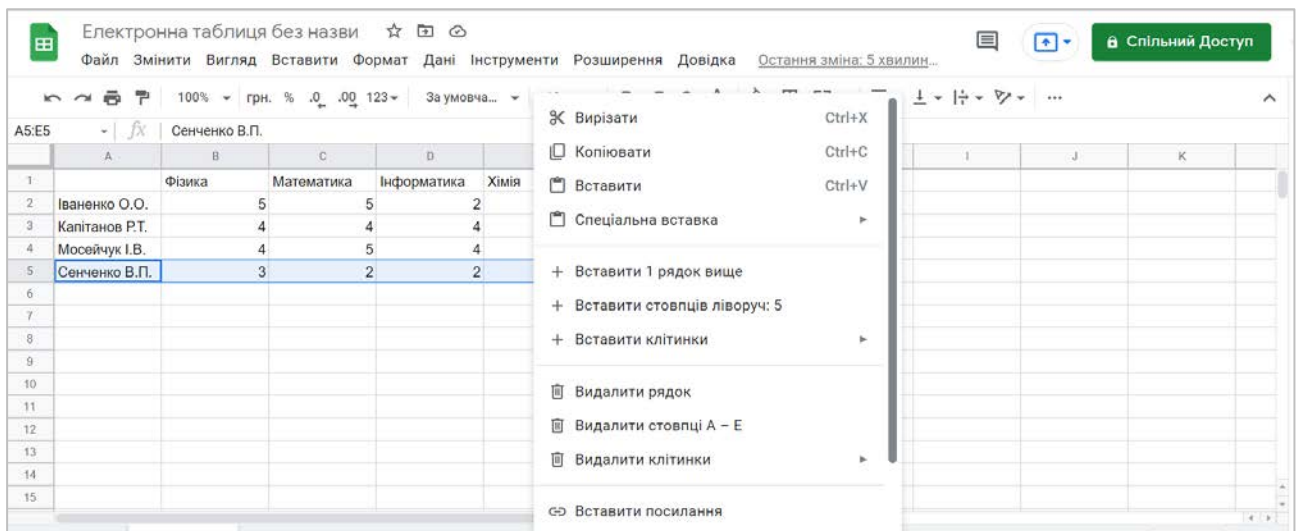 Електронна таблиця без назви
Файл Змінити Вигляд Вставити Формат Дані Інструменти Розширення Довідка Остання зміна: 5 хвилин...
Спільний Доступ
100% грн. % .0 .00 123 За умовча...
A5:E5 fx Сенченко В.П.
A B C D I J K
1 Фізика Математика Інформатика Хімія
2 Іваненко О.О. 5 5 2
3 Капітанов Р.Т. 4 4 4
4 Мосейчук І.В. 4 5 4
5 Сенченко В.П. 3 2 2
6
7
8
9
10
11
12
13
14
15
Вирізати Ctrl+X
Копіювати Ctrl+C
Вставити Ctrl+V
Спеціальна вставка
+ Вставити 1 рядок вище
+ Вставити стовпців ліворуч: 5
+ Вставити клітинки
Видалити рядок
Видалити стовпці A – E
Видалити клітинки
Вставити посилання